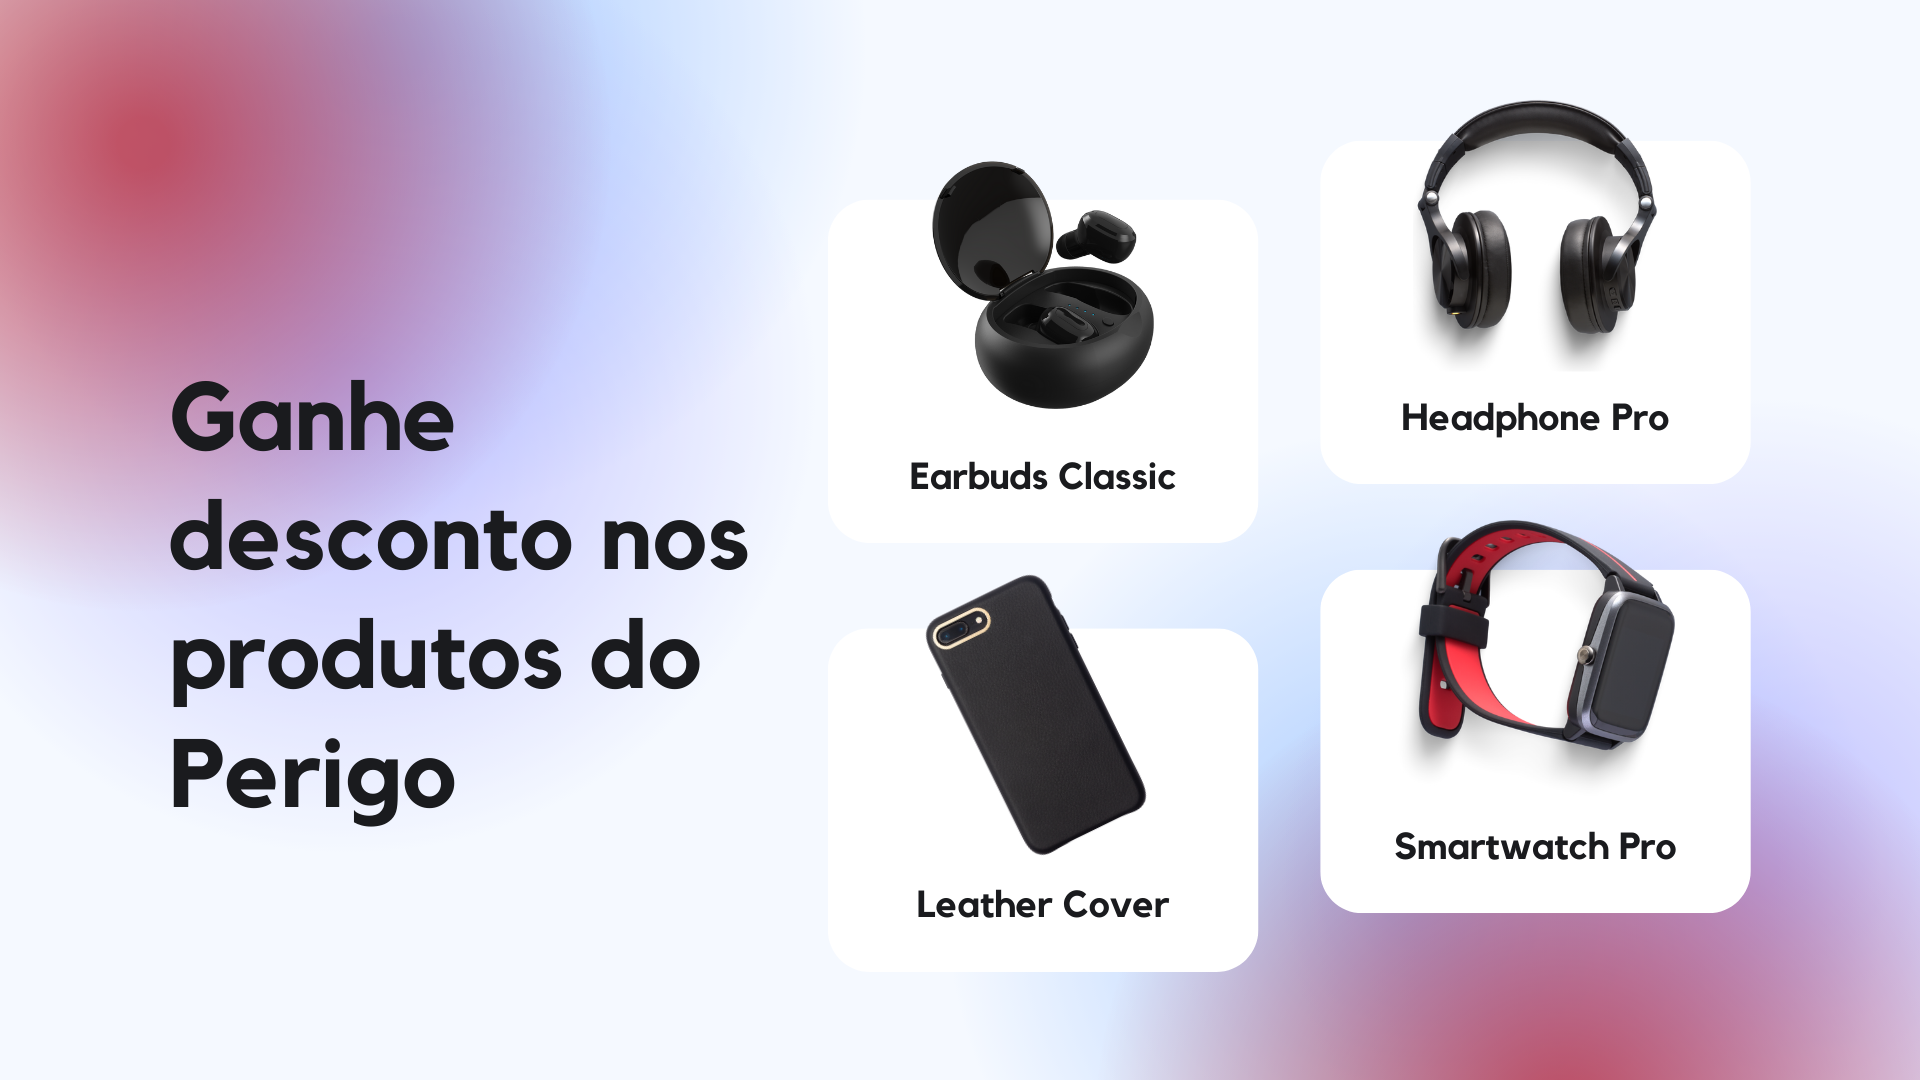 Ganhe
desconto nos
produtos do
Perigo
Earbuds Classic
Headphone Pro
Leather Cover
Smartwatch Pro